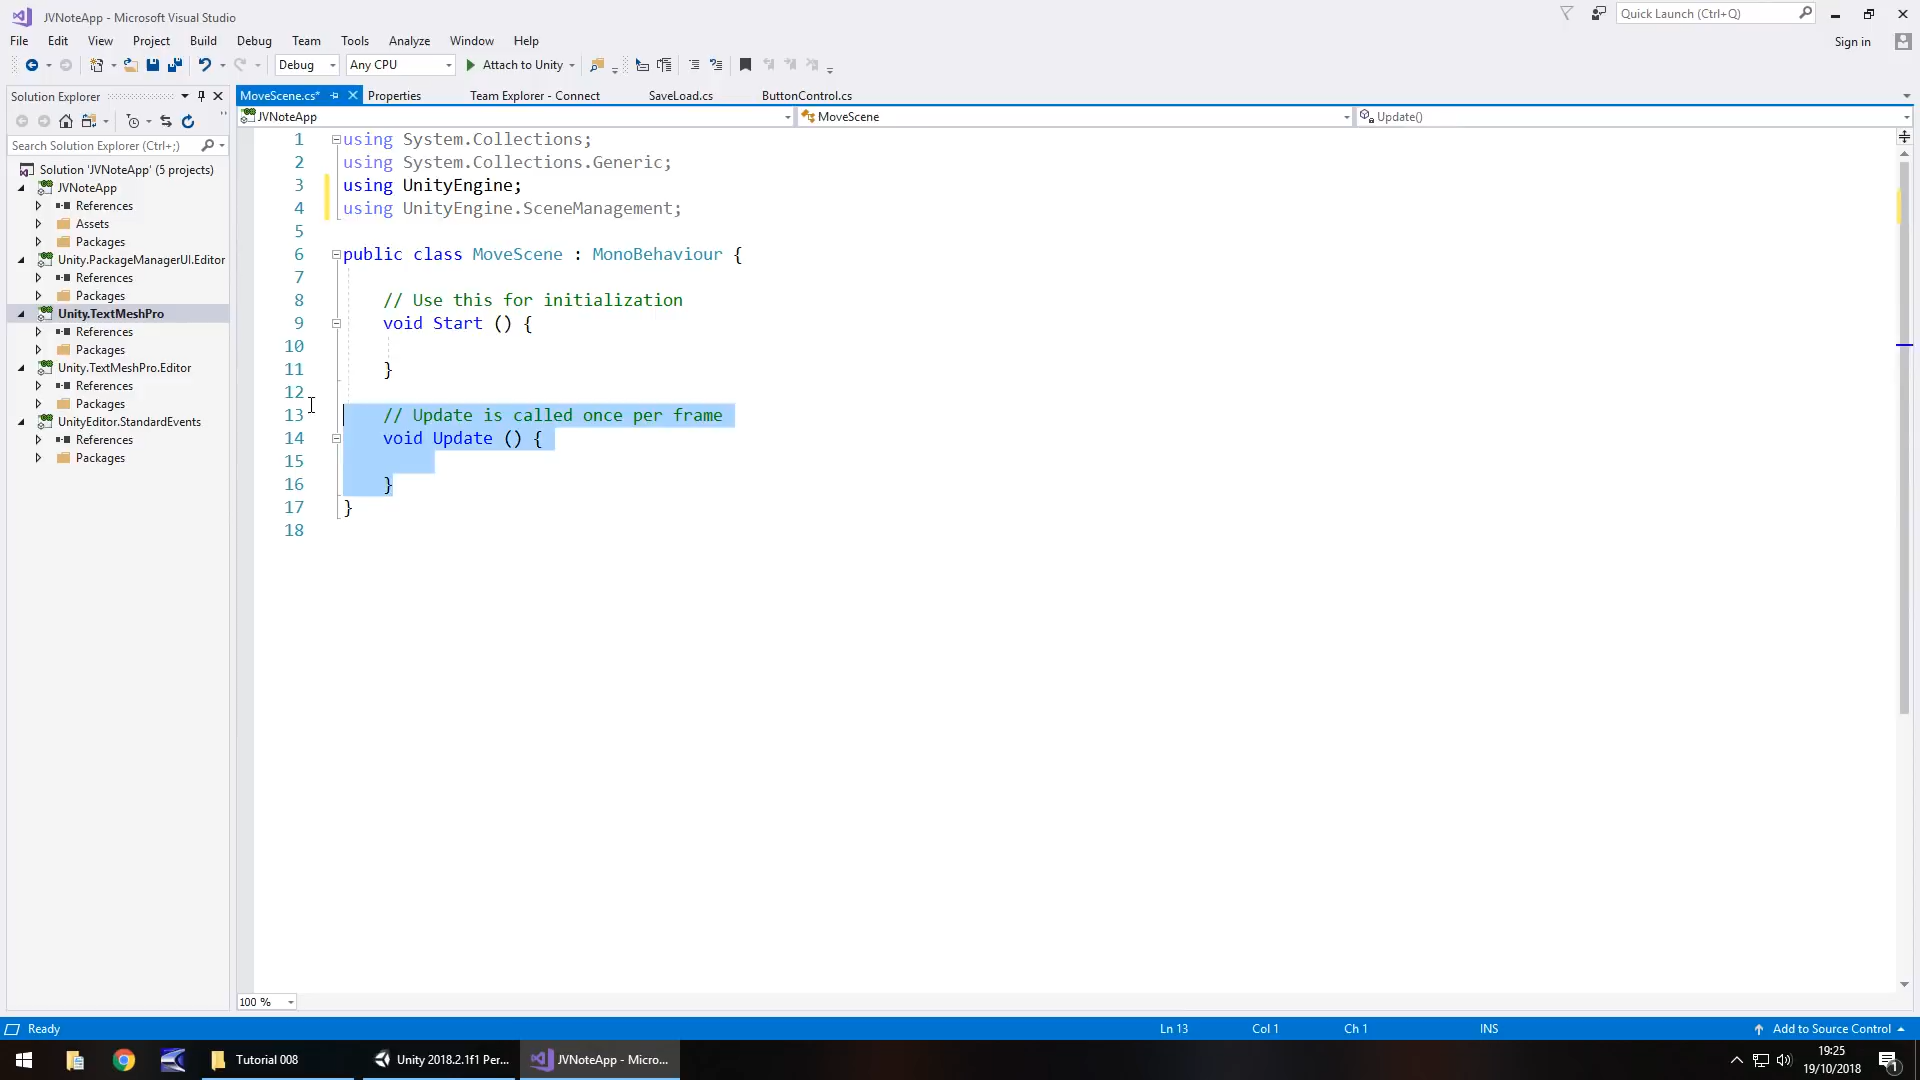 JVNoteApp - Microsoft Visual Studio
Quick Launch (Ctrl+Q)
File Edit View Project Build Debug Team Tools Analyze Window Help
Sign in
Debug Any CPU Attach to Unity
Solution Explorer
MoveScene.cs* Properties Team Explorer - Connect SaveLoad.cs ButtonControl.cs
JVNoteApp MoveScene Update()
Search Solution Explorer (Ctrl+;)
Solution 'JVNoteApp' (5 projects)
JVNoteApp
References
Assets
Packages
Unity.PackageManagerUI.Editor
References
Packages
Unity.TextMeshPro
References
Packages
Unity.TextMeshPro.Editor
References
Packages
UnityEditor.StandardEvents
References
Packages
1 using System.Collections;
2 using System.Collections.Generic;
3 using UnityEngine;
4 using UnityEngine.SceneManagement;
5
6 public class MoveScene : MonoBehaviour {
7
8 // Use this for initialization
9 void Start () {
10
11 }
12
13 // Update is called once per frame
14 void Update () {
15
16 }
17 }
18
100 %
Ready Ln 13 Col 1 Ch 1 INS Add to Source Control
Tutorial 008 Unity 2018.2.1f1 Per... JVNoteApp - Micro...
19:25
19/10/2018
1